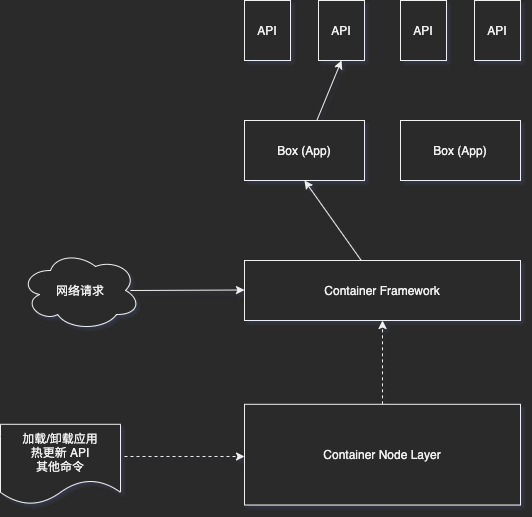 API
API
API
API
Box (App)
Box (App)
网络请求
Container Framework
加载/卸载应用
热更新 API
其他命令
Container Node Layer